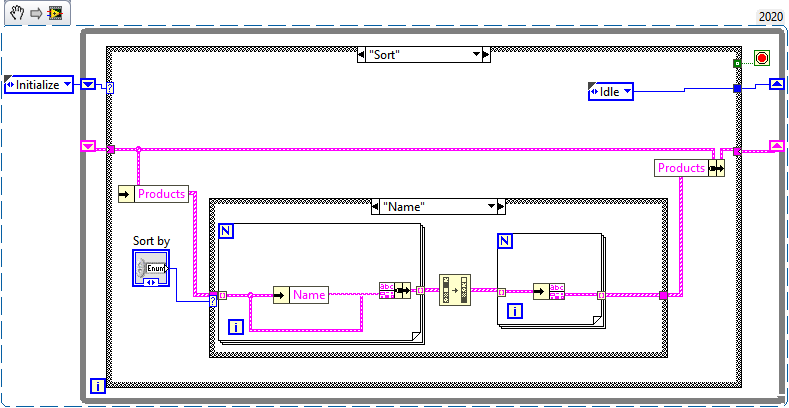 2020
"Sort"
Initialize
?
Idle
Products
Products
"Name"
N
N
Sort by
Enum
abc
abc
Name
?
i
i
i